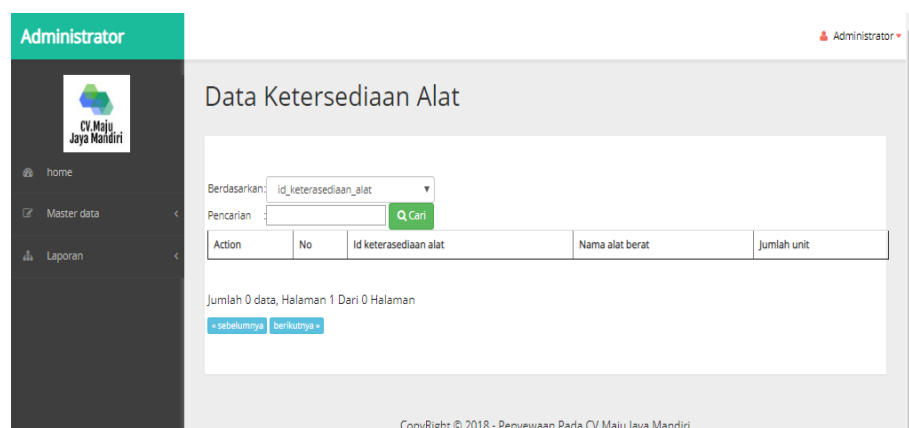 Administrator
Administrator
CV.Maju
Jaya Mandiri
home
Master data
Laporan
Data Ketersediaan Alat
Berdasarkan: id_keterasediaan_alat
Pencarian : Cari
Action No Id keterasediaan alat Nama alat berat Jumlah unit
Jumlah 0 data, Halaman 1 Dari 0 Halaman
« sebelumnya berikutnya »
CopyRight © 2018 - Penyewaan Pada CV Maju Jaya Mandiri